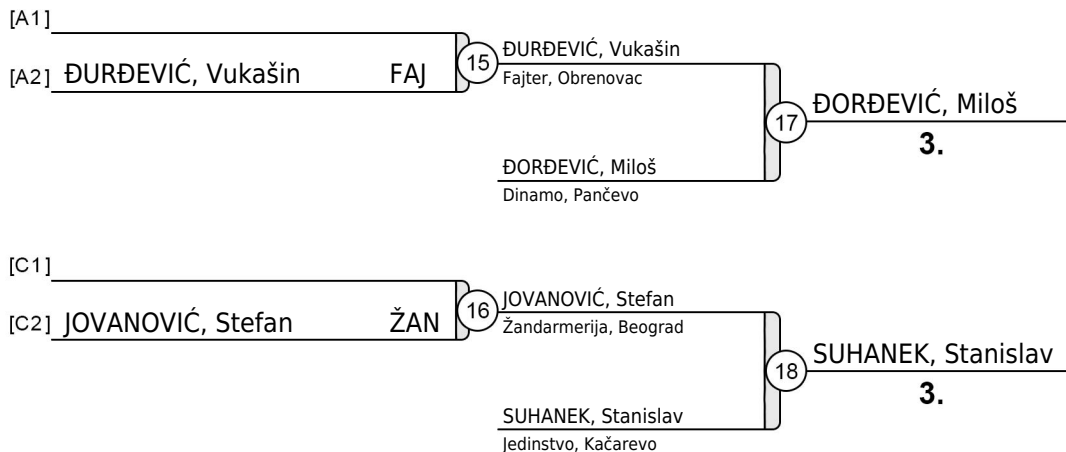 [A1]
[A2] ĐURĐEVIĆ, Vukašin FAJ
15
ĐURĐEVIĆ, Vukašin
Fajter, Obrenovac
17
ĐORĐEVIĆ, Miloš
3.
ĐORĐEVIĆ, Miloš
Dinamo, Pančevo
[C1]
[C2] JOVANOVIĆ, Stefan ŽAN
16
JOVANOVIĆ, Stefan
Žandarmerija, Beograd
18
SUHANEK, Stanislav
3.
SUHANEK, Stanislav
Jedinstvo, Kačarevo